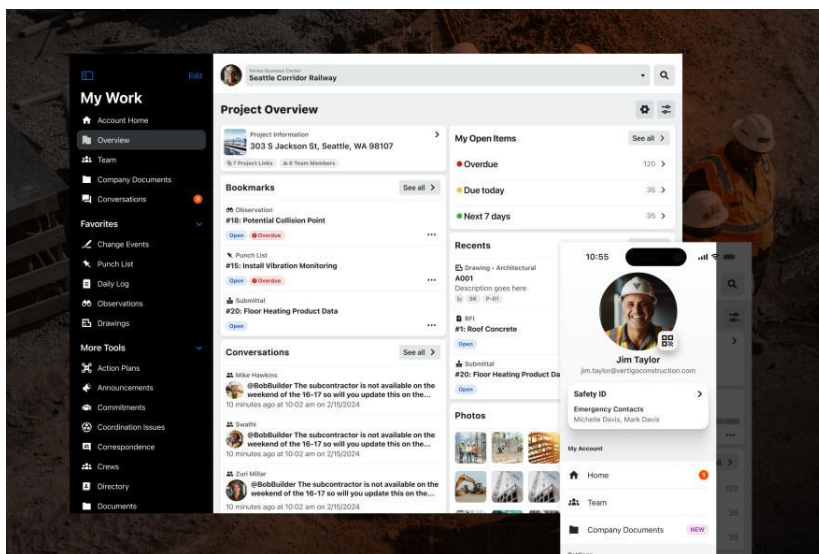 Edit
My Work
Account Home
Overview
Team
Company Documents
Conversations
Favorites
Change Events
Punch List
Daily Log
Observations
Drawings
More Tools
Action Plans
Announcements
Commitments
Coordination Issues
Correspondence
Crews
Directory
Documents
Vertex Business Center
Seattle Corridor Railway
Project Overview
Project Information
303 S Jackson St, Seattle, WA 98107
7 Project Links
6 Team Members
Bookmarks
See all
Observation
#18: Potential Collision Point
Open Overdue
Punch List
#15: Install Vibration Monitoring
Open Overdue
Submittal
#20: Floor Heating Product Data
Open
Conversations
See all
Mike Hawkins
@BobBuilder The subcontractor is not available on the
weekend of the 16-17 so will you update this on the...
10 minutes ago at 10:02 am on 2/15/2024
Swathi
@BobBuilder The subcontractor is not available on the
weekend of the 16-17 so will you update this on the...
10 minutes ago at 10:02 am on 2/15/2024
Zuri Millar
@BobBuilder The subcontractor is not available on the
weekend of the 16-17 so will you update this on the...
10 minutes ago at 10:02 am on 2/15/2024
My Open Items
See all
Overdue 120
Due today 35
Next 7 days 35
Recents
Drawing - Architectural
A001
Description goes here
SK P-01
RFI
#1: Roof Concrete
Open
Submittal
#20: Floor Heating Product Da
Open
Photos
10:55
Jim Taylor
jim.taylor@vertigoconstruction.com
Safety ID
Emergency Contacts
Michelle Davis, Mark Davis
My Account
Home
Team
Company Documents NEW
120
35
35